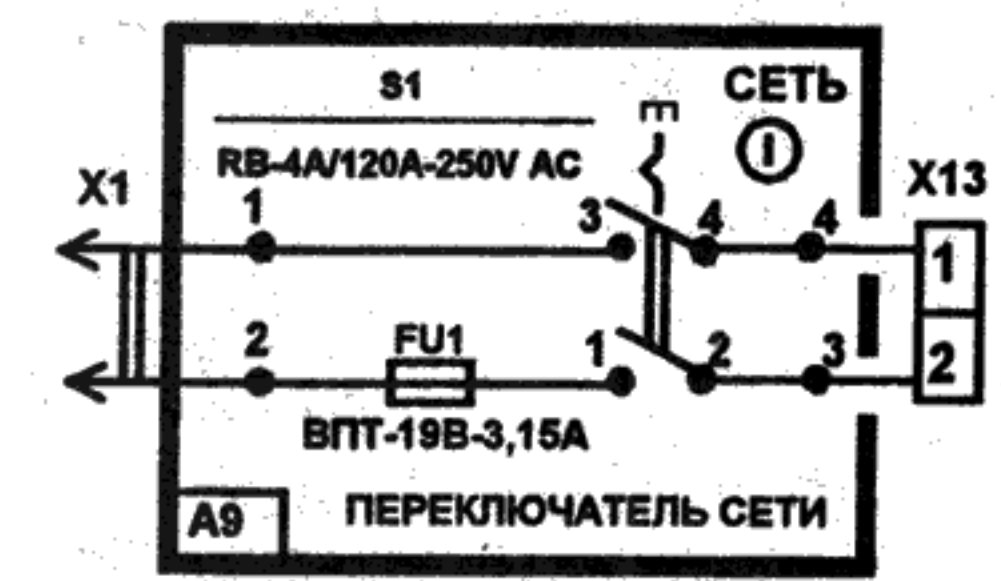 S1
СЕТЬ
RB-4A/120A-250V AC
i
X1
X13
1
3
4
4
1
2
FU1
1
2
3
2
ВПТ-19В-3,15А
А9
ПЕРЕКЛЮЧАТЕЛЬ СЕТИ